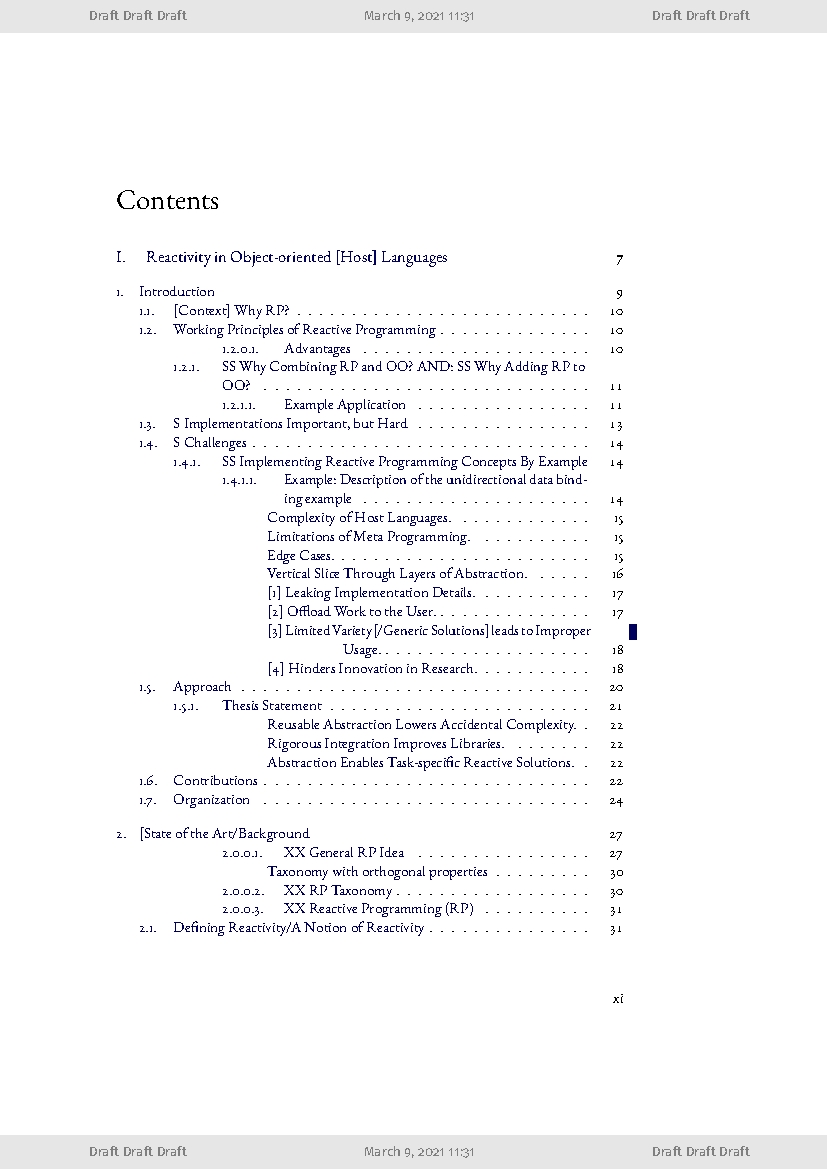 Draft Draft Draft March 9, 2021 11:31 Draft Draft Draft
Contents
I. Reactivity in Object-oriented [Host] Languages 7
1. Introduction 9
1.1. [Context] Why RP? . . . . . . . . . . . . . . . . . . . . . . . . . . 10
1.2. Working Principles of Reactive Programming . . . . . . . . . . . . . . 10
1.2.0.1. Advantages . . . . . . . . . . . . . . . . . . . . . 10
1.2.1. SS Why Combining RP and OO? AND: SS Why Adding RP to
OO? . . . . . . . . . . . . . . . . . . . . . . . . . . . . . 11
1.2.1.1. Example Application . . . . . . . . . . . . . . . . 11
1.3. S Implementations Important, but Hard . . . . . . . . . . . . . . . . 13
1.4. S Challenges . . . . . . . . . . . . . . . . . . . . . . . . . . . . . . 14
1.4.1. SS Implementing Reactive Programming Concepts By Example 14
1.4.1.1. Example: Description of the unidirectional data bind-
ing example . . . . . . . . . . . . . . . . . . . . . 14
Complexity of Host Languages. . . . . . . . . . . . . 15
Limitations of Meta Programming. . . . . . . . . . . 15
Edge Cases. . . . . . . . . . . . . . . . . . . . . . . . 15
Vertical Slice Through Layers of Abstraction. . . . . . 16
[1] Leaking Implementation Details. . . . . . . . . . . 17
[2] Offload Work to the User. . . . . . . . . . . . . . . 17
[3] Limited Variety [/Generic Solutions] leads to Improper
Usage. . . . . . . . . . . . . . . . . . . . 18
[4] Hinders Innovation in Research. . . . . . . . . . . 18
1.5. Approach . . . . . . . . . . . . . . . . . . . . . . . . . . . . . . . 20
1.5.1. Thesis Statement . . . . . . . . . . . . . . . . . . . . . . . . 21
Reusable Abstraction Lowers Accidental Complexity. . 22
Rigorous Integration Improves Libraries. . . . . . . . . 22
Abstraction Enables Task-specific Reactive Solutions. . 22
1.6. Contributions . . . . . . . . . . . . . . . . . . . . . . . . . . . . . 22
1.7. Organization . . . . . . . . . . . . . . . . . . . . . . . . . . . . . 24
2. [State of the Art/Background 27
2.0.0.1. XX General RP Idea . . . . . . . . . . . . . . . . 27
Taxonomy with orthogonal properties . . . . . . . . . 30
2.0.0.2. XX RP Taxonomy . . . . . . . . . . . . . . . . . . 30
2.0.0.3. XX Reactive Programming (RP) . . . . . . . . . . 31
2.1. Defining Reactivity/A Notion of Reactivity . . . . . . . . . . . . . . . 31
xi
Draft Draft Draft March 9, 2021 11:31 Draft Draft Draft